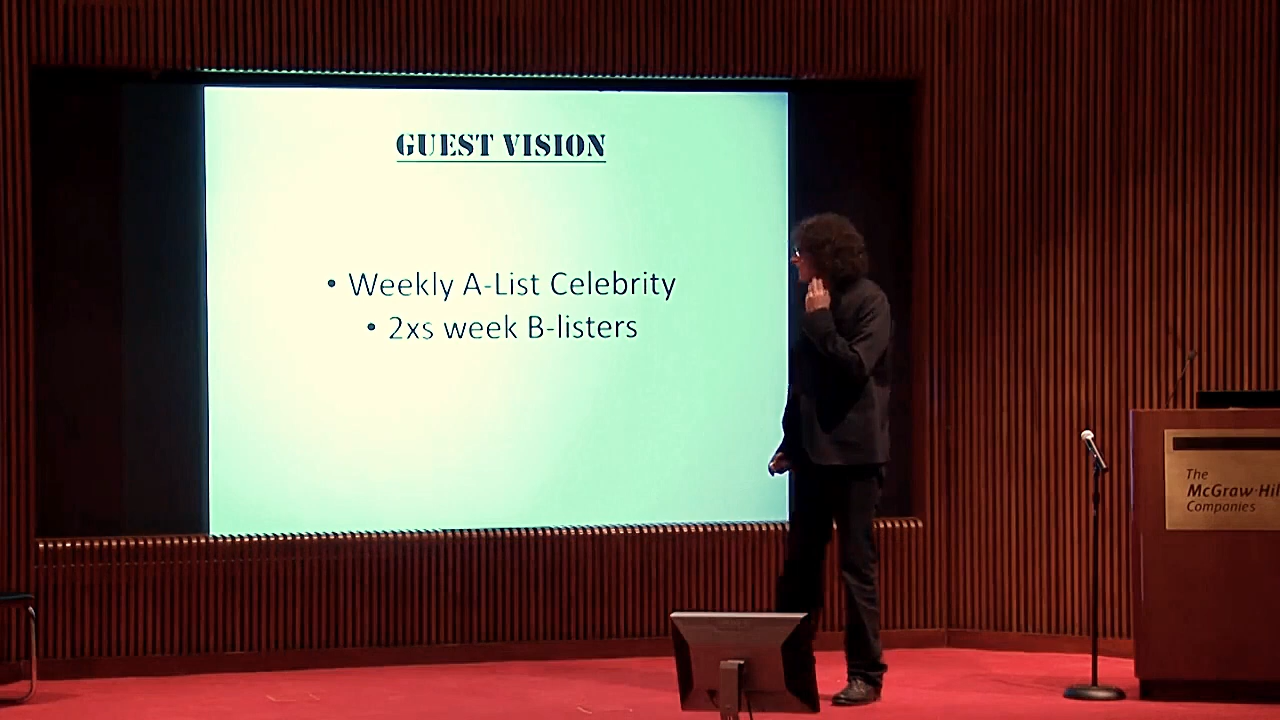 GUEST VISION
• Weekly A-List Celebrity
• 2xs week B-listers
The
McGraw·Hil
Companies